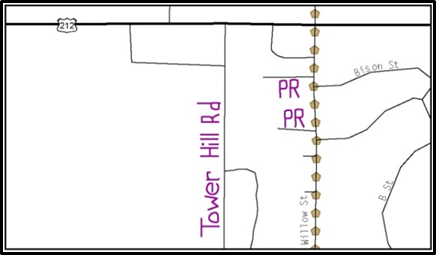 212
Bison St
PR
PR
Tower Hill Rd
Willow St
B St